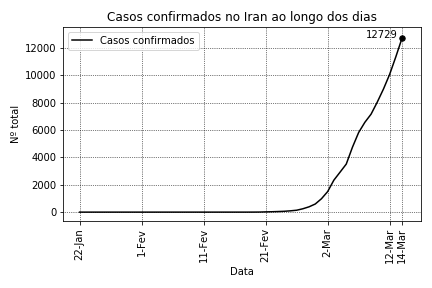 Casos confirmados no Iran ao longo dos dias
Casos confirmados
12729
Nº total
12000
10000
8000
6000
4000
2000
0
22-Jan
1-Fev
11-Fev
21-Fev
2-Mar
12-Mar
14-Mar
Data